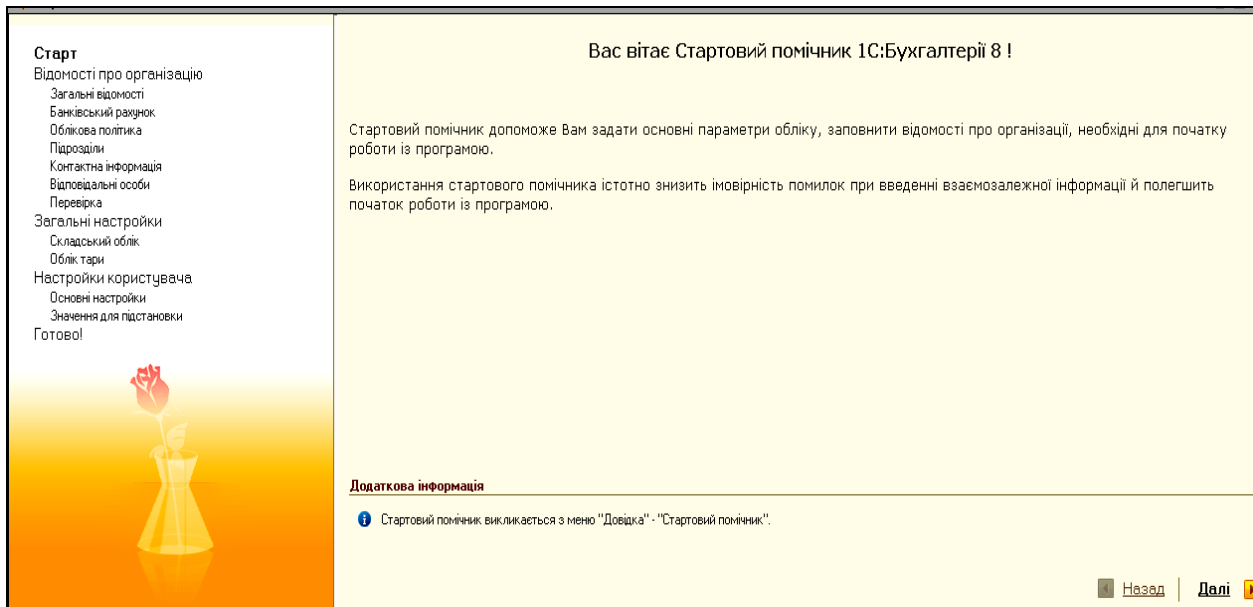 Старт
Відомості про організацію
Загальні відомості
Банківський рахунок
Облікова політика
Підрозділи
Контактна інформація
Відповідальні особи
Перевірка
Загальні настройки
Складський облік
Облік тари
Настройки користувача
Основні настройки
Значення для підстановки
Готово!
Вас вітає Стартовий помічник 1С:Бухгалтерії 8 !
Стартовий помічник допоможе Вам задати основні параметри обліку, заповнити відомості про організації, необхідні для початку
роботи із програмою.
Використання стартового помічника істотно знизить імовірність помилок при введенні взаємозалежної інформації й полегшить
початок роботи із програмою.
Додаткова інформація
Стартовий помічник викликається з меню "Довідка" - "Стартовий помічник".
Назад | Далі